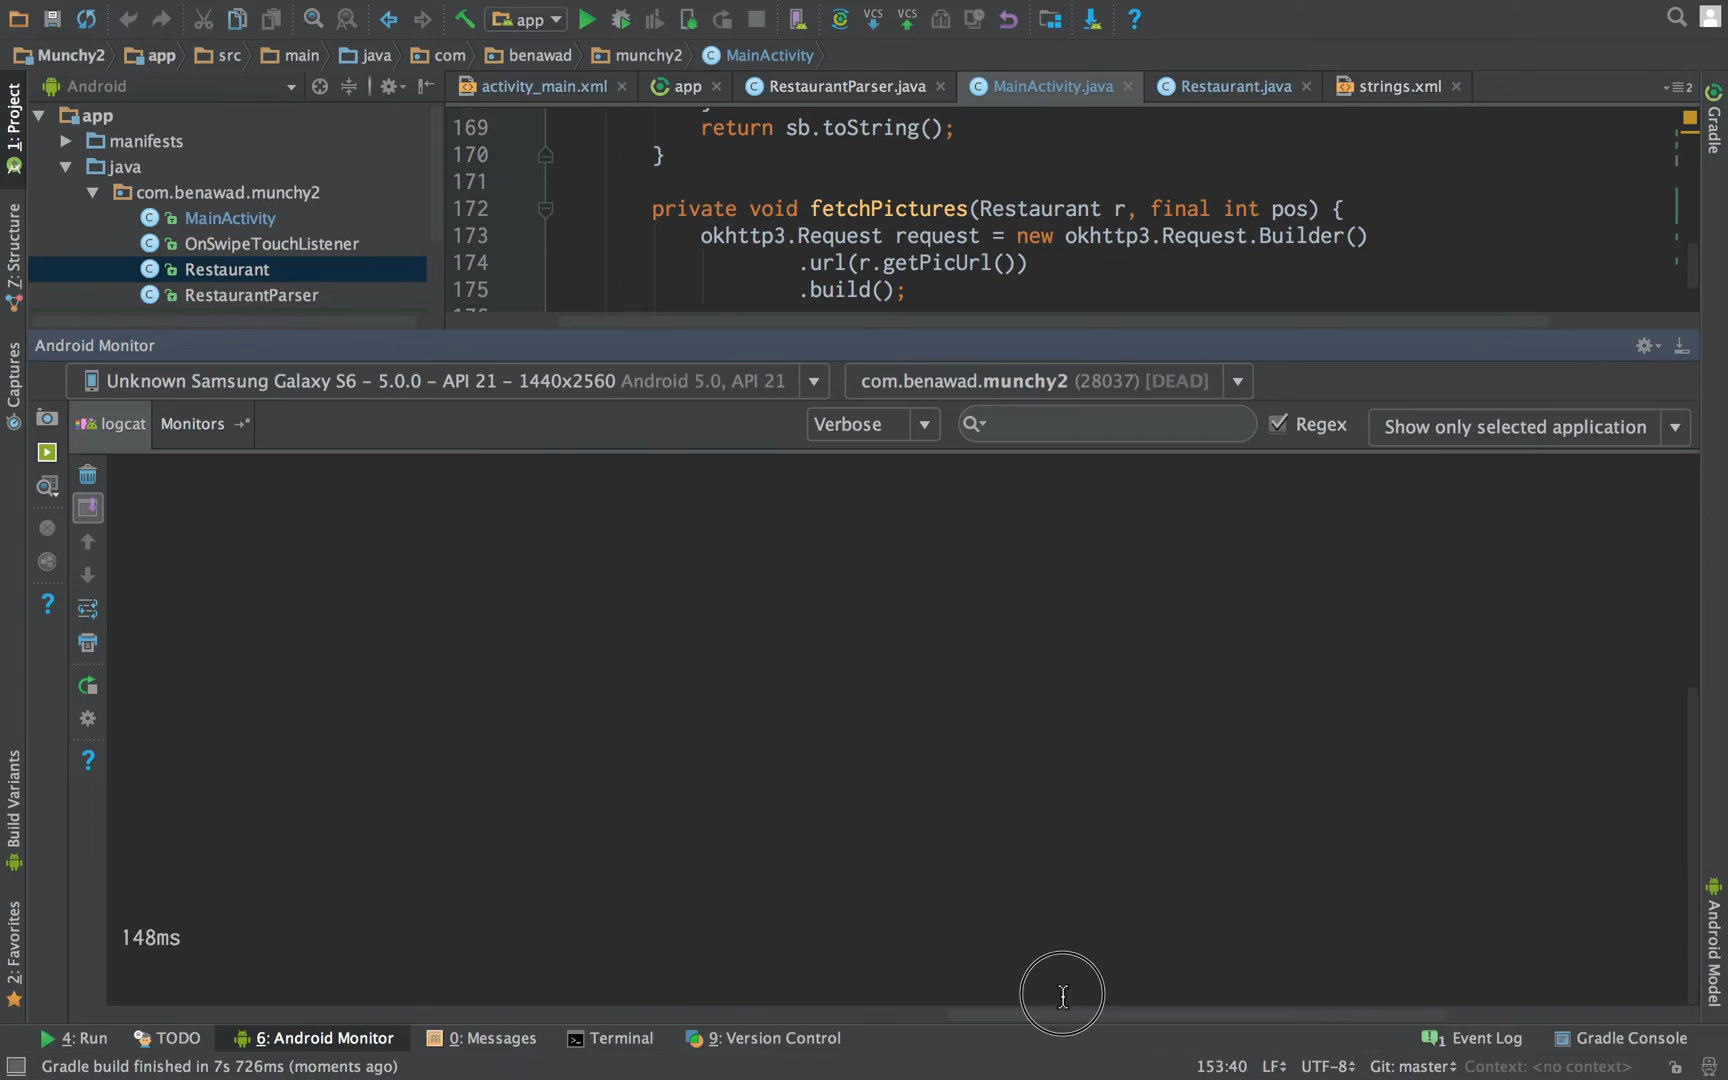 app
Munchy2
app
src
main
java
com
benawad
munchy2
MainActivity
Android
activity_main.xml
app
RestaurantParser.java
MainActivity.java
Restaurant.java
strings.xml
2
1: Project
Gradle
app
manifests
java
com.benawad.munchy2
MainActivity
OnSwipeTouchListener
Restaurant
RestaurantParser
169 return sb.toString();
170 }
171
172 private void fetchPictures(Restaurant r, final int pos) {
173 okhttp3.Request request = new okhttp3.Request.Builder()
174 .url(r.getPicUrl())
175 .build();
Z: Structure
Captures
Android Monitor
Unknown Samsung Galaxy S6 – 5.0.0 – API 21 – 1440x2560 Android 5.0, API 21
com.benawad.munchy2 (28037) [DEAD]
logcat
Monitors
Verbose
Regex
Show only selected application
148ms
Build Variants
2: Favorites
Android Model
4: Run
TODO
6: Android Monitor
0: Messages
Terminal
9: Version Control
1 Event Log
Gradle Console
Gradle build finished in 7s 726ms (moments ago)
153:40
LF
UTF-8
Git: master
Context: <no context>